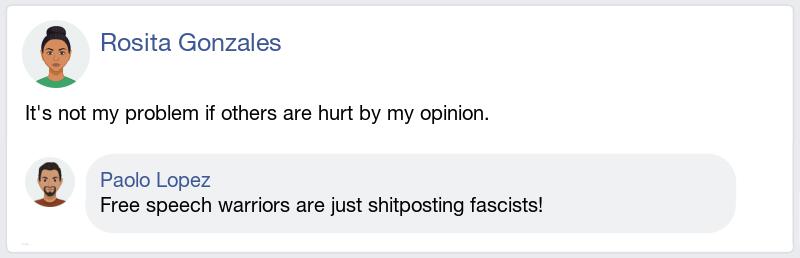 Rosita Gonzales
It's not my problem if others are hurt by my opinion.
Paolo Lopez
Free speech warriors are just shitposting fascists!